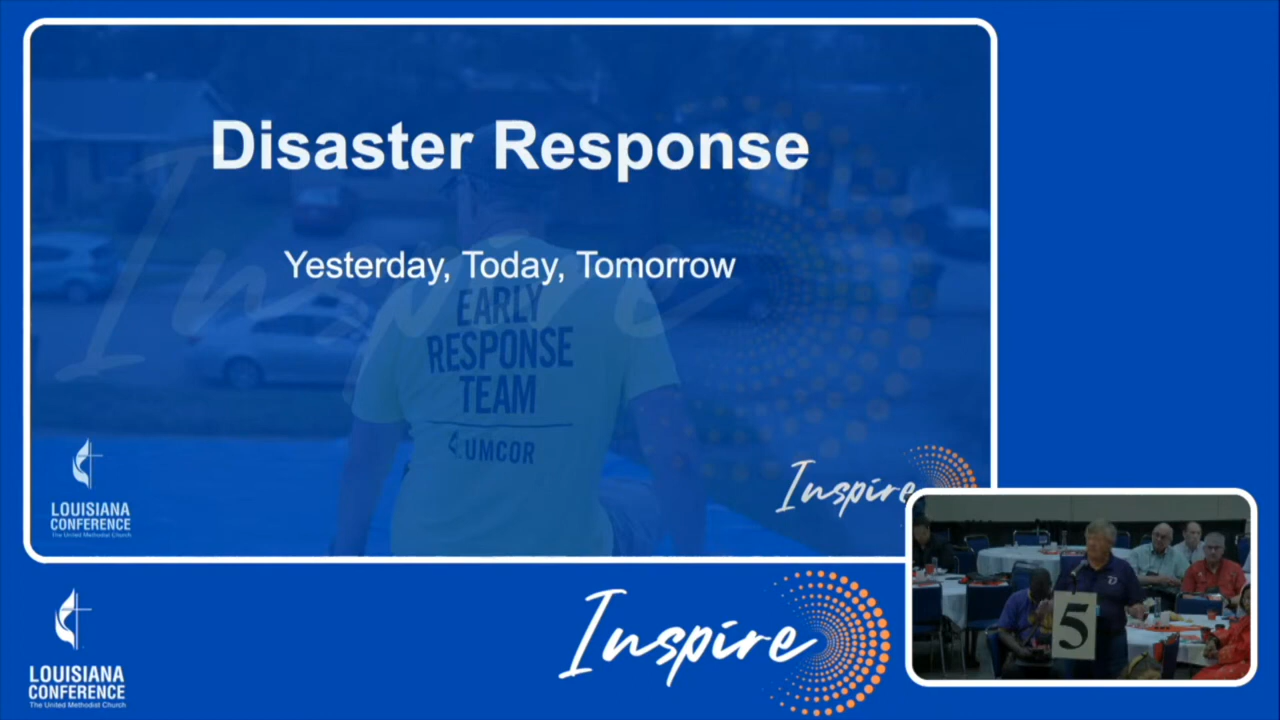 Disaster Response
Yesterday, Today, Tomorrow
Inspire
EARLY
RESPONSE
TEAM
UMCOR
LOUISIANA
CONFERENCE
The United Methodist Church
Inspire
5
Inspire
LOUISIANA
CONFERENCE
The United Methodist Church